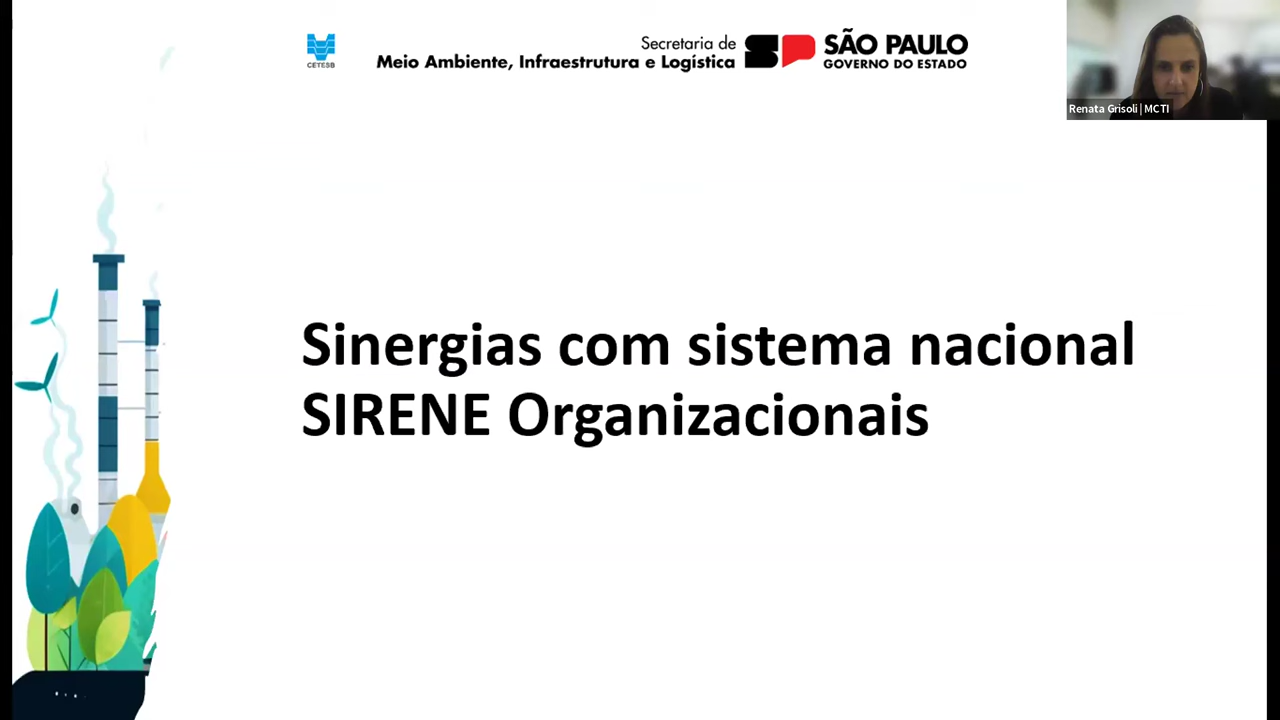 CETESB
Secretaria de
Meio Ambiente, Infraestrutura e Logística
SP
SÃO PAULO
GOVERNO DO ESTADO
Renata Grisoli | MCTI
Sinergias com sistema nacional
SIRENE Organizacionais